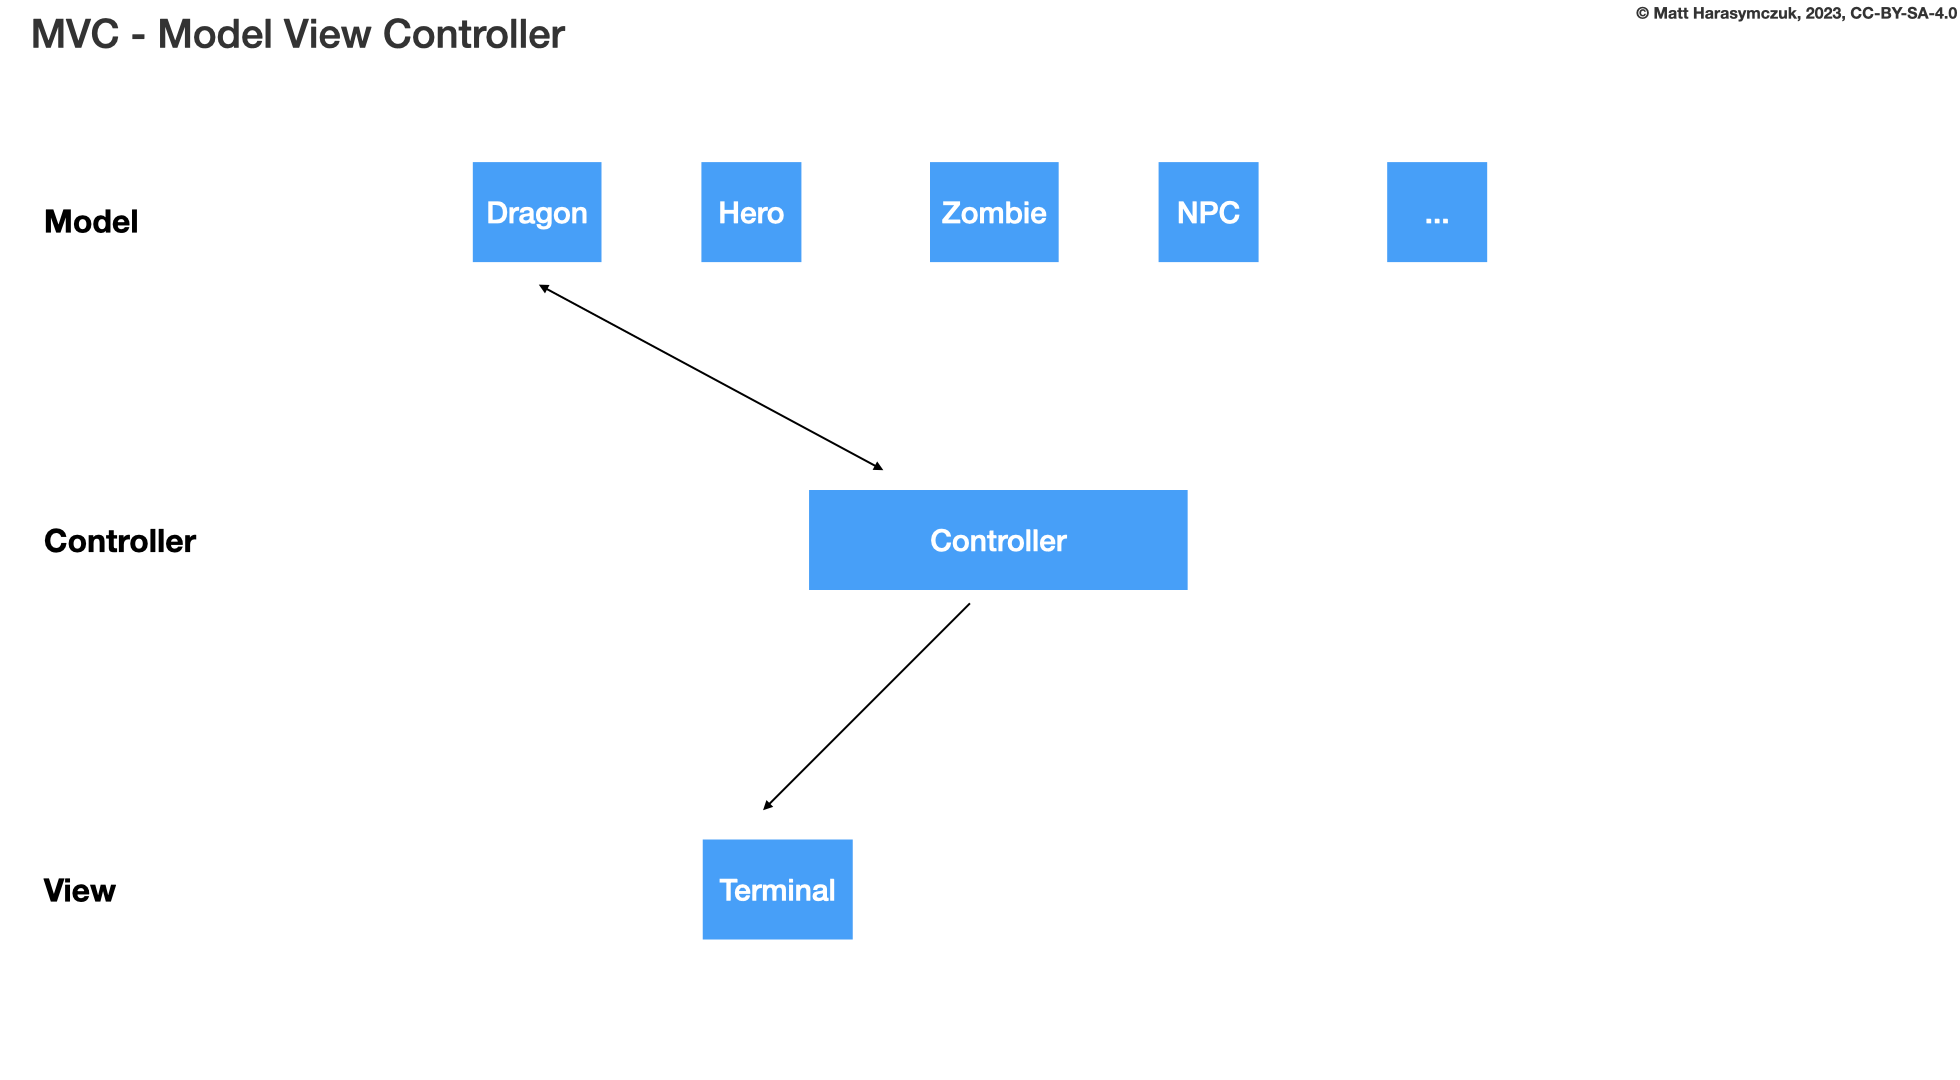 © Matt Harasymczuk, 2023, CC-BY-SA-4.0
MVC - Model View Controller
Model
Dragon
Hero
Zombie
NPC
...
Controller
Controller
View
Terminal